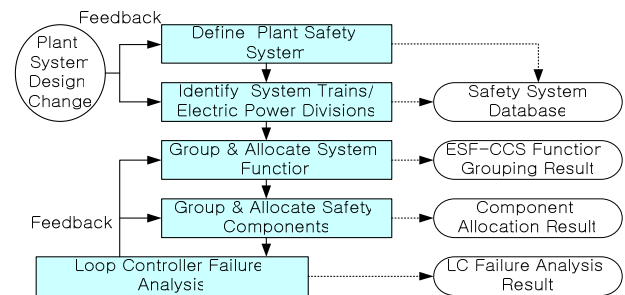 Feedback
Plant
System
Design
Change
Define Plant Safety
System
Identify System Trains/
Electric Power Divisions
Safety System
Database
Group & Allocate System
Function
ESF-CCS Function
Grouping Result
Feedback
Group & Allocate Safety
Components
Component
Allocation Result
Loop Controller Failure
Analysis
LC Failure Analysis
Result